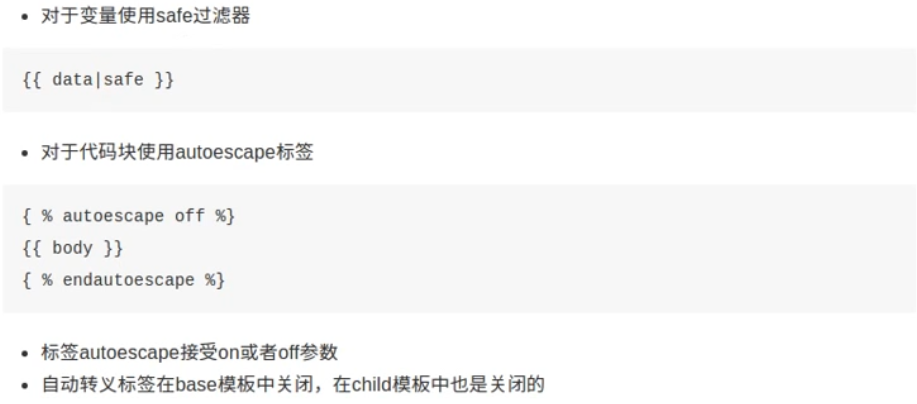 • 对于变量使用safe过滤器
{{ data|safe }}
• 对于代码块使用autoescape标签
{ % autoescape off %}
{{ body }}
{ % endautoescape %}
• 标签autoescape接受on或者off参数
• 自动转义标签在base模板中关闭，在child模板中也是关闭的